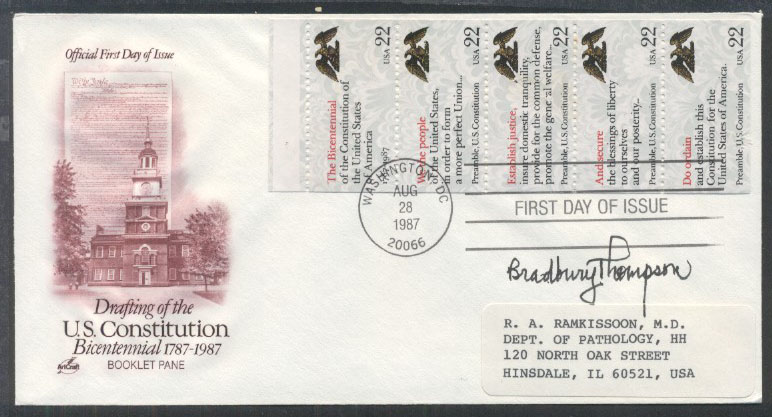 Official First Day of Issue
We the People
The Bicentennial
of the Constitution of
the United States
of America
1787-1987
USA 22
We the people
of the United States,
in order to form
a more perfect Union...
Preamble, U.S. Constitution
USA 22
Establish justice,
insure domestic tranquility,
provide for the common defense,
promote the general welfare...
Preamble, U.S. Constitution
USA 22
And secure
the blessings of liberty
to ourselves
and our posterity...
Preamble, U.S. Constitution
USA 22
Do ordain
and establish this
Constitution for the
United States of America.
Preamble, U.S. Constitution
USA 22
WASHINGTON, DC
AUG
28
1987
20066
FIRST DAY OF ISSUE
Bradbury Thompson
Drafting of the
U.S. Constitution
Bicentennial 1787-1987
BOOKLET PANE
ArtCraft
R. A. RAMKISSOON, M.D.
DEPT. OF PATHOLOGY, HH
120 NORTH OAK STREET
HINSDALE, IL 60521, USA